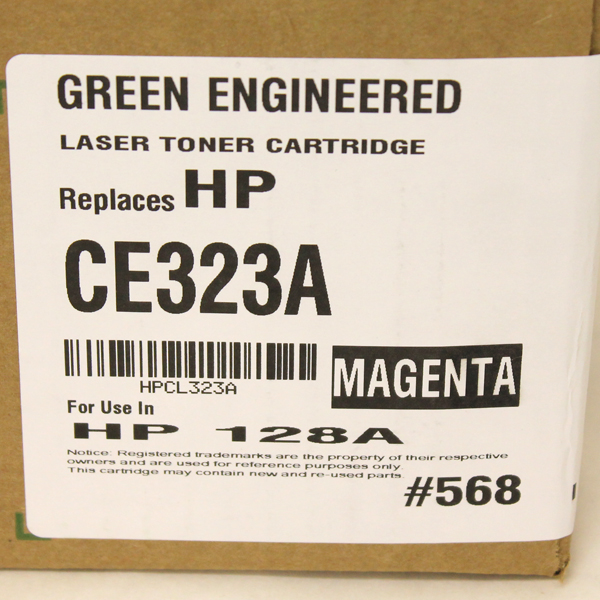 GREEN ENGINEERED
LASER TONER CARTRIDGE
Replaces HP
CE323A
HPCL323A
MAGENTA
For Use In
HP 128A
Notice: Registered trademarks are the property of their respective
owners and are used for reference purposes only.
This cartridge may contain new and re-used parts.
#568